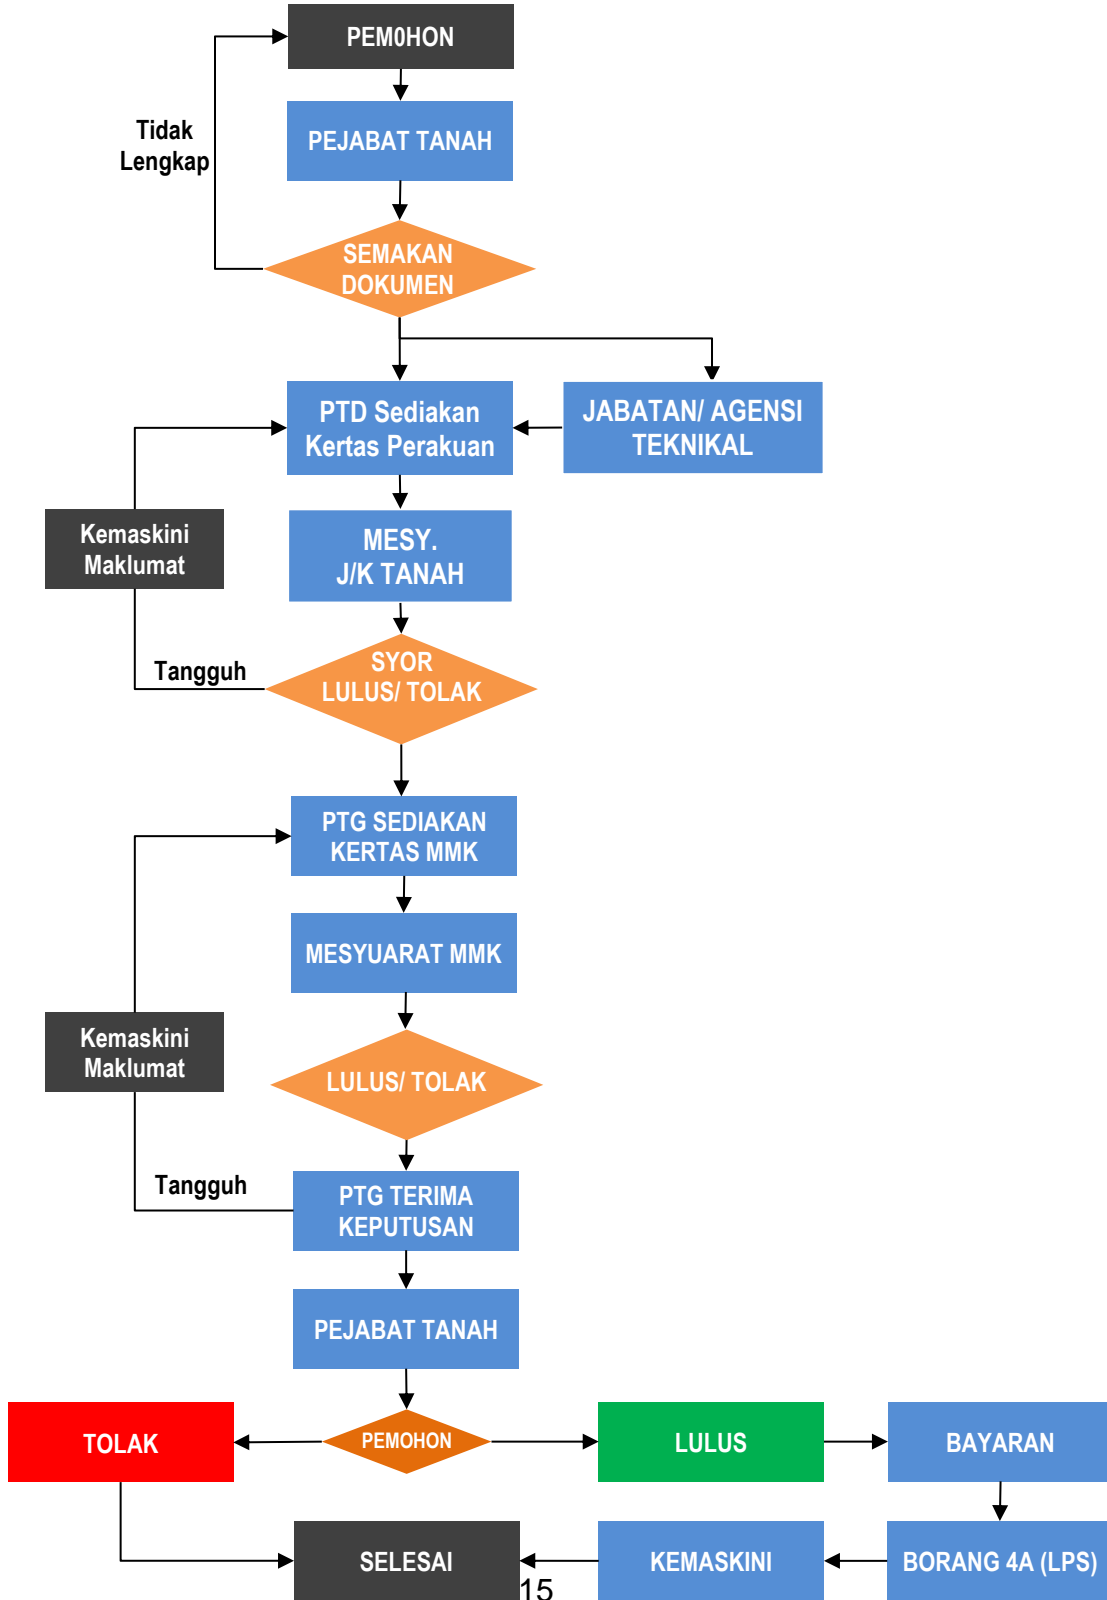 PEM0HON
Tidak
Lengkap
PEJABAT TANAH
SEMAKAN
DOKUMEN
PTD Sediakan
Kertas Perakuan
JABATAN/ AGENSI
TEKNIKAL
Kemaskini
Maklumat
MESY.
J/K TANAH
Tangguh
SYOR
LULUS/ TOLAK
PTG SEDIAKAN
KERTAS MMK
MESYUARAT MMK
Kemaskini
Maklumat
LULUS/ TOLAK
Tangguh
PTG TERIMA
KEPUTUSAN
PEJABAT TANAH
TOLAK
PEMOHON
LULUS
BAYARAN
SELESAI
KEMASKINI
BORANG 4A (LPS)
15